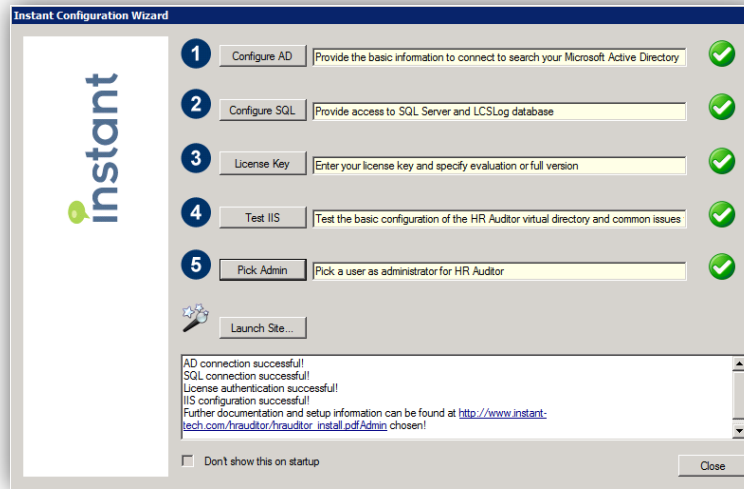 Instant Configuration Wizard
instant
1 Configure AD Provide the basic information to connect to search your Microsoft Active Directory
2 Configure SQL Provide access to SQL Server and LCSLog database
3 License Key Enter your license key and specify evaluation or full version
4 Test IIS Test the basic configuration of the HR Auditor virtual directory and common issues
5 Pick Admin Pick a user as administrator for HR Auditor
Launch Site...
AD connection successful!
SQL connection successful!
License authentication successful!
IIS configuration successful!
Further documentation and setup information can be found at http://www.instant-
tech.com/hrauditor/hrauditor_install.pdfAdmin chosen!
Don't show this on startup
Close